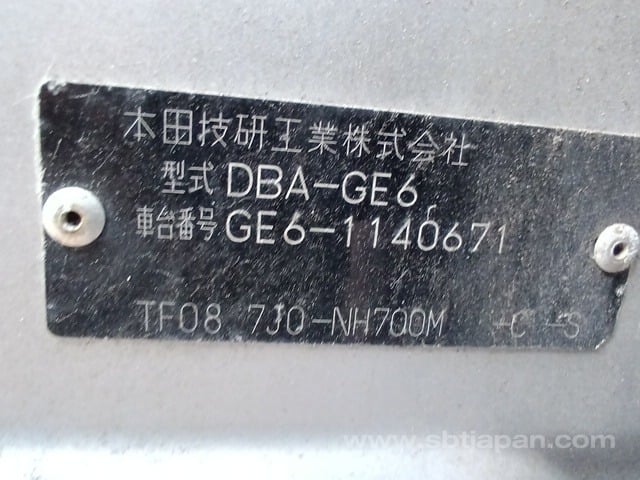 本田技研工業株式会社
型式 DBA-GE6
車台番号 GE6-1140671
TF08 7J0-NH700M -C -S
www.sbtjapan.com